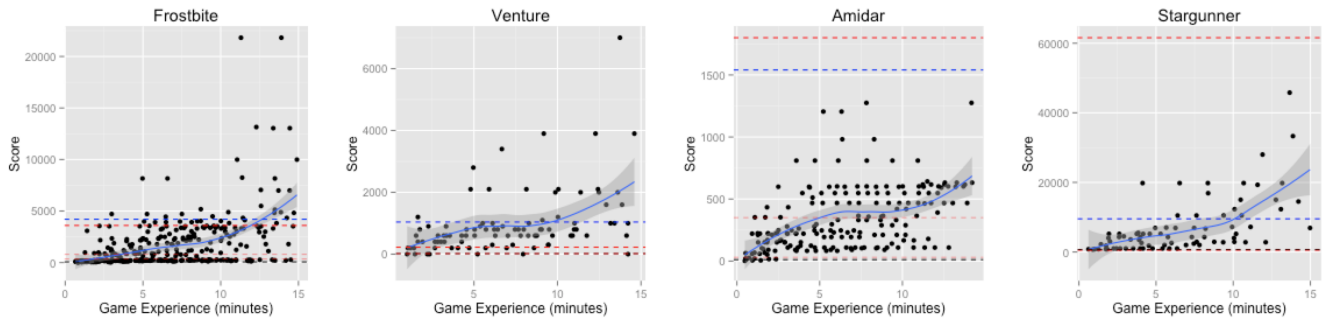 Frostbite
Score
20000
15000
10000
5000
0
0
5
10
15
Game Experience (minutes)
Venture
Score
6000
4000
2000
0
5
10
15
Game Experience (minutes)
Amidar
Score
1500
1000
500
0
0
5
10
Game Experience (minutes)
Stargunner
Score
60000
40000
20000
0
0
5
10
15
Game Experience (minutes)